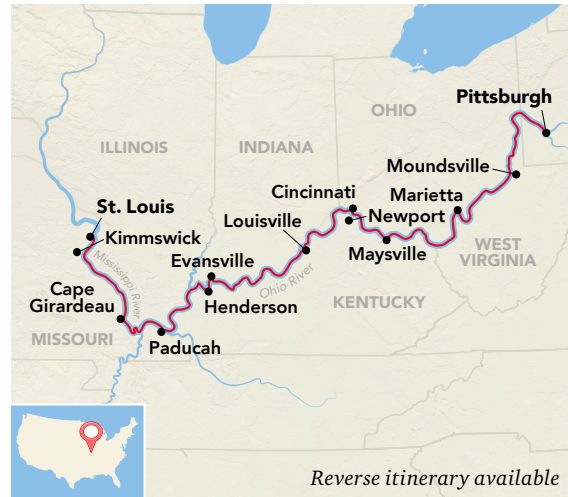 Pittsburgh
OHIO
ILLINOIS
INDIANA
Moundsville
Cincinnati
Marietta
St. Louis
Newport
Louisville
Kimmswick
WEST
VIRGINIA
Maysville
Evansville
Mississippi River
Ohio River
Cape
Girardeau
Henderson
KENTUCKY
MISSOURI
Paducah
Reverse itinerary available